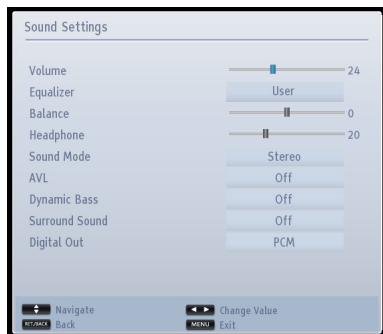 Sound Settings
Volume 24
Equalizer User
Balance 0
Headphone 20
Sound Mode Stereo
AVL Off
Dynamic Bass Off
Surround Sound Off
Digital Out PCM
Navigate Change Value
RET/BACK Back MENU Exit